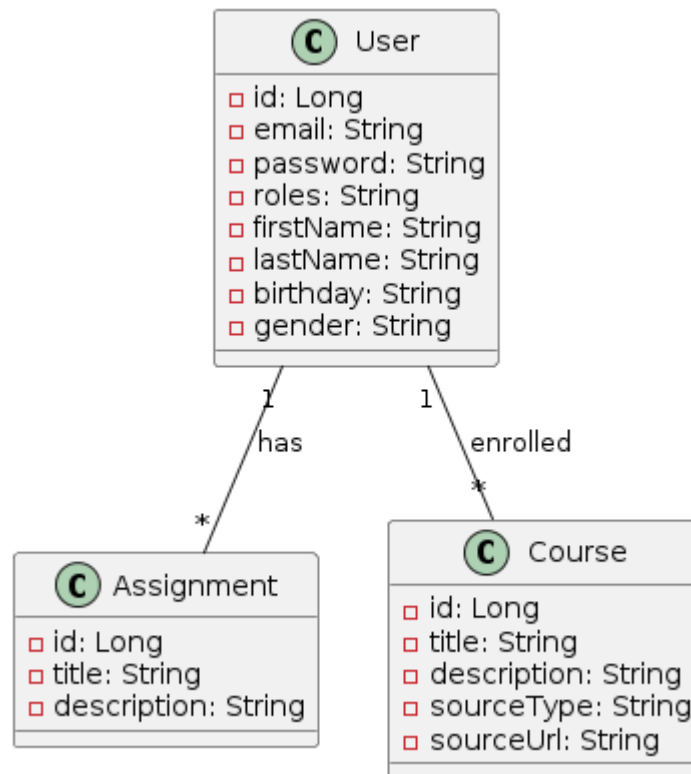 C User
id: Long
email: String
password: String
roles: String
firstName: String
lastName: String
birthday: String
gender: String
1
1
has
enrolled
*
*
C Assignment
id: Long
title: String
description: String
C Course
id: Long
title: String
description: String
sourceType: String
sourceUrl: String